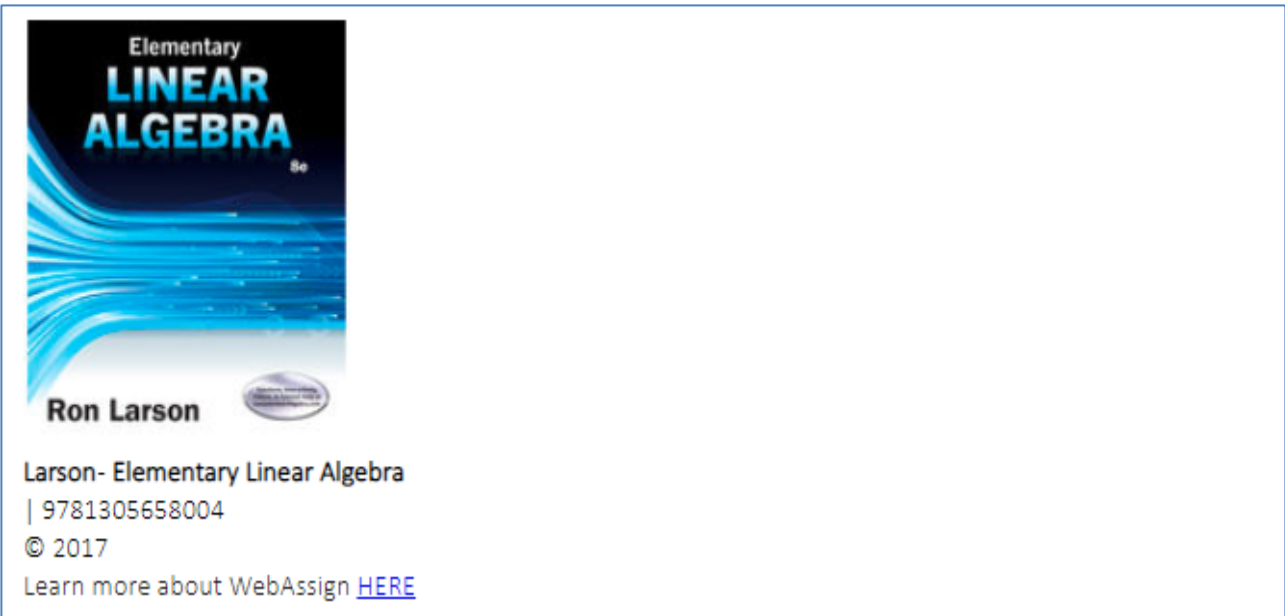 Elementary
LINEAR
ALGEBRA
8e
Ron Larson
Larson- Elementary Linear Algebra
| 9781305658004
© 2017
Learn more about WebAssign HERE